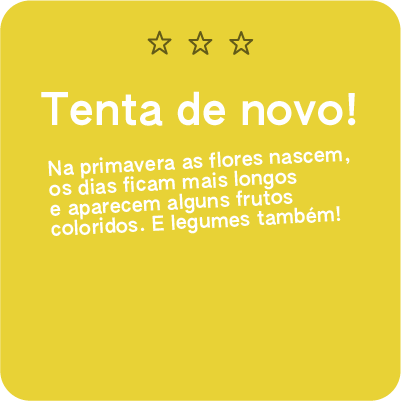 Tenta de novo!
Na primavera as flores nascem,
os dias ficam mais longos
e aparecem alguns frutos
coloridos. E legumes também!